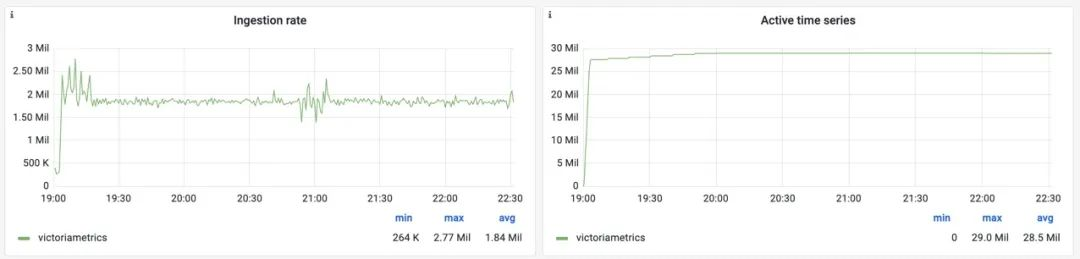 i
Ingestion rate
3 Mil
2.50 Mil
2 Mil
1.50 Mil
1 Mil
500 K
0
19:00 19:30 20:00 20:30 21:00 21:30 22:00 22:30
min max avg
victoriametrics 264 K 2.77 Mil 1.84 Mil
i
Active time series
30 Mil
25 Mil
20 Mil
15 Mil
10 Mil
5 Mil
0
19:00 19:30 20:00 20:30 21:00 21:30 22:00 22:30
min max avg
victoriametrics 0 29.0 Mil 28.5 Mil